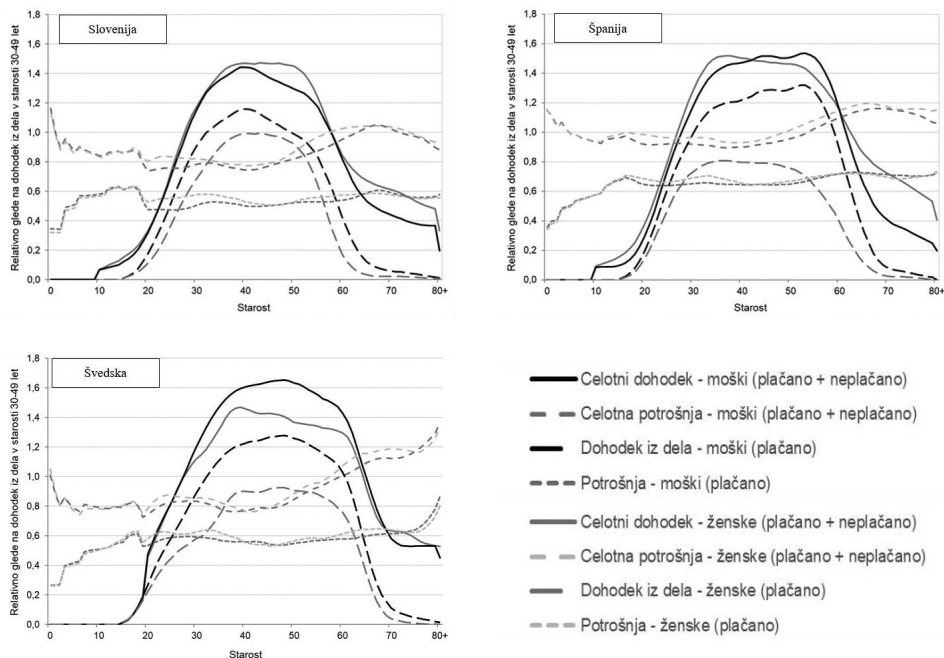 Slovenija
Relativno glede na dohodek iz dela v starosti 30-49 let
1,8
1,6
1,4
1,2
1,0
0,8
0,6
0,4
0,2
0,0
0 10 20 30 40 50 60 70 80+
Starost
Španija
Relativno glede na dohodek iz dela v starosti 30-49 let
1,8
1,6
1,4
1,2
1,0
0,8
0,6
0,4
0,2
0,0
0 10 20 30 40 50 60 70 80+
Starost
Švedska
Relativno glede na dohodek iz dela v starosti 30-49 let
1,8
1,6
1,4
1,2
1,0
0,8
0,6
0,4
0,2
0,0
0 10 20 30 40 50 60 70 80+
Starost
Celotni dohodek - moški (plačano + neplačano)
Celotna potrošnja - moški (plačano + neplačano)
Dohodek iz dela - moški (plačano)
Potrošnja - moški (plačano)
Celotni dohodek - ženske (plačano + neplačano)
Celotna potrošnja - ženske (plačano + neplačano)
Dohodek iz dela - ženske (plačano)
Potrošnja - ženske (plačano)